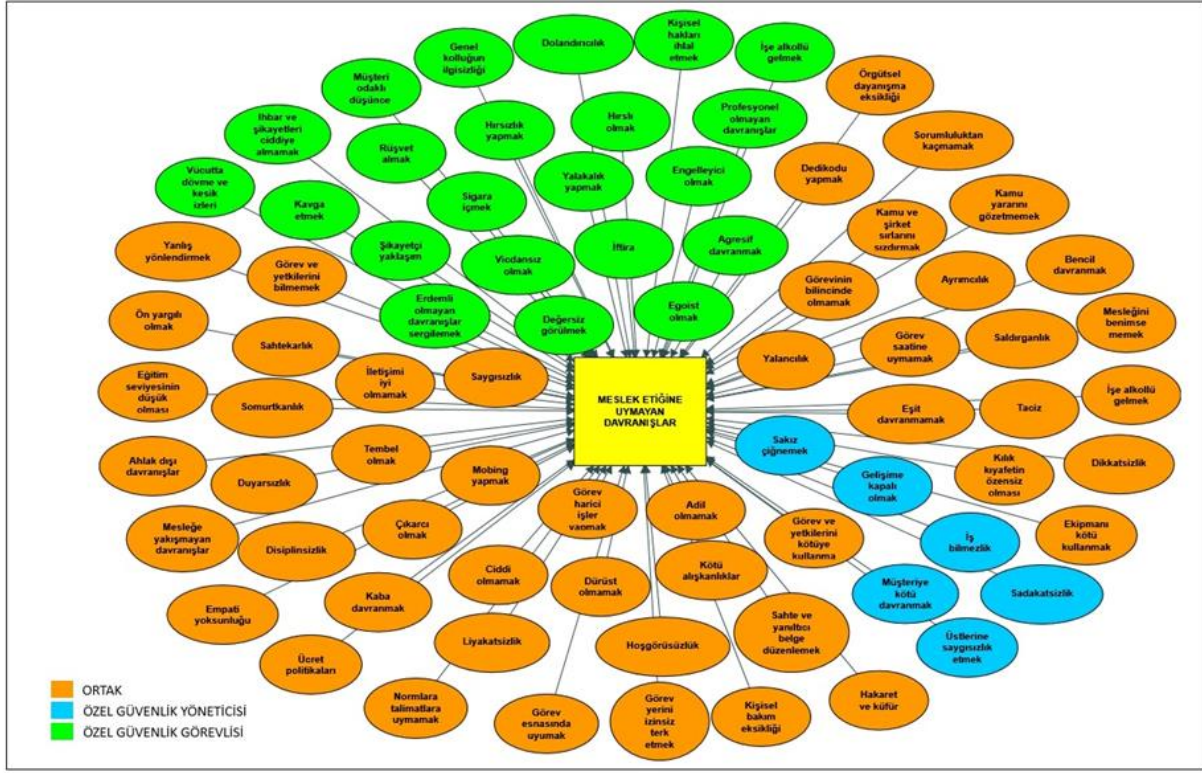 Genel
kolluğun
ilgisizliği
Dolandırıcılık
Kişisel
hakları
ihlal
etmek
İşe alkollü
gelmek
Müşteri
odaklı
düşünce
Hırsızlık
yapmak
Hırslı
olmak
Profesyonel
olmayan
davranışlar
Örgütsel
dayanışma
eksikliği
İhbar ve
şikayetleri
ciddiye
almamak
Rüşvet
almak
Yalakalık
yapmak
Engelleyici
olmak
Dedikodu
yapmak
Sorumluluktan
kaçmamak
Vücutta
dövme ve
kesik
izleri
Kavga
etmek
Sigara
içmek
Kamu
yararını
gözetmemek
Şikayetçi
yaklaşım
Vicdansız
olmak
İftira
Agresif
davranmak
Kamu ve
şirket
sırlarını
sızdırmak
Yanlış
yönlendirmek
Görev ve
yetkilerini
bilmemek
Erdemli
olmayan
davranışlar
sergilemek
Değersiz
görülmek
Egoist
olmak
Görevinin
bilincinde
olmamak
Ayrımcılık
Bencil
davranmak
Ön yargılı
olmak
Sahtekarlık
Yalancılık
Görev
saatine
uymamak
Saldırganlık
Mesleğini
benimse
memek
Eğitim
seviyesinin
düşük
olması
Somurtkanlık
İletişimi
iyi
olmamak
Saygısızlık
MESLEK ETİĞİNE
UYMAYAN
DAVRANIŞLAR
Eşit
davranmamak
Taciz
İşe alkollü
gelmek
Ahlak dışı
davranışlar
Duyarsızlık
Tembel
olmak
Mobing
yapmak
Sakız
çiğnemek
Gelişime
kapalı
olmak
Kılık
kıyafetin
özensiz
olması
Dikkatsizlik
Mesleğe
yakışmayan
davranışlar
Disiplinsizlik
Çıkarcı
olmak
Görev
harici
işler
yapmak
Adil
olmamak
Görev ve
yetkilerini
kötüye
kullanma
İş
bilmezlik
Ekipmanı
kötü
kullanmak
Empati
yoksunluğu
Kaba
davranmak
Ciddi
olmamak
Dürüst
olmamak
Kötü
alışkanlıklar
Müşteriye
kötü
davranmak
Sadakatsizlik
Ücret
politikaları
Liyakatsizlik
Hoşgörüsüzlük
Sahte ve
yanıltıcı
belge
düzenlemek
Üstlerine
saygısızlık
etmek
Normlara
talimatlara
uymamak
Görev
esnasında
uyumak
Görev
yerini
izinsiz
terk
etmek
Kişisel
bakım
eksikliği
Hakaret
ve küfür
ORTAK
ÖZEL GÜVENLİK YÖNETİCİSİ
ÖZEL GÜVENLİK GÖREVLİSİ